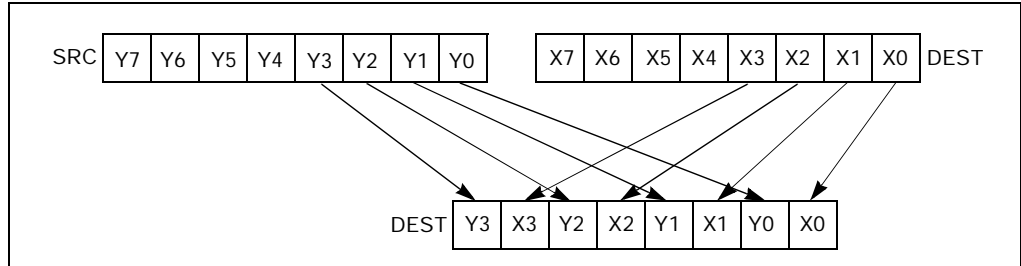 SRC Y7 Y6 Y5 Y4 Y3 Y2 Y1 Y0 X7 X6 X5 X4 X3 X2 X1 X0 DEST
DEST Y3 X3 Y2 X2 Y1 X1 Y0 X0